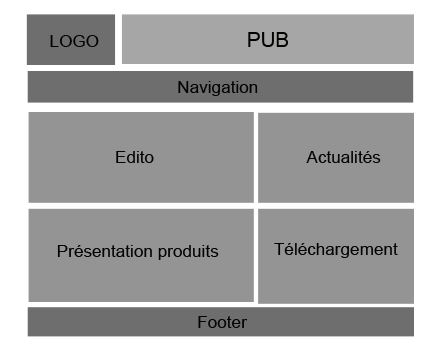 LOGO
PUB
Navigation
Edito
Actualités
Présentation produits
Téléchargement
Footer